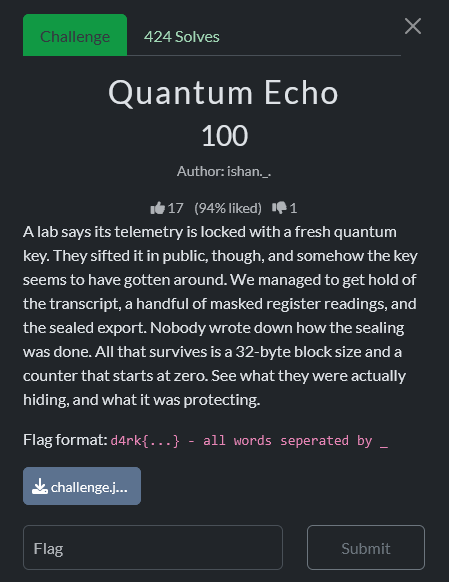 Challenge
424 Solves
Quantum Echo
100
Author: ishan._.
17 (94% liked) 1
A lab says its telemetry is locked with a fresh quantum
key. They sifted it in public, though, and somehow the key
seems to have gotten around. We managed to get hold of
the transcript, a handful of masked register readings, and
the sealed export. Nobody wrote down how the sealing
was done. All that survives is a 32-byte block size and a
counter that starts at zero. See what they were actually
hiding, and what it was protecting.
Flag format: d4rk{...} - all words seperated by _
challenge.j...
Flag
Submit